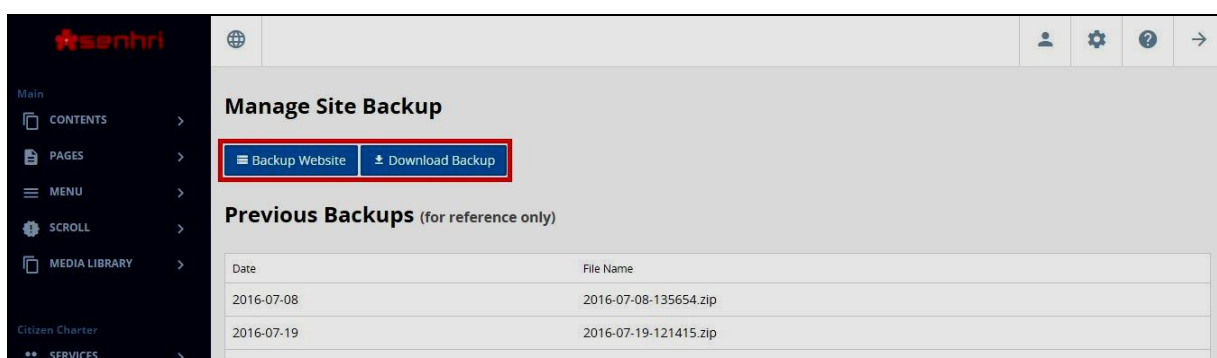 senhri
Main
CONTENTS
PAGES
MENU
SCROLL
MEDIA LIBRARY
Citizen Charter
SERVICES
Manage Site Backup
Backup Website Download Backup
Previous Backups (for reference only)
Date File Name
2016-07-08 2016-07-08-135654.zip
2016-07-19 2016-07-19-121415.zip